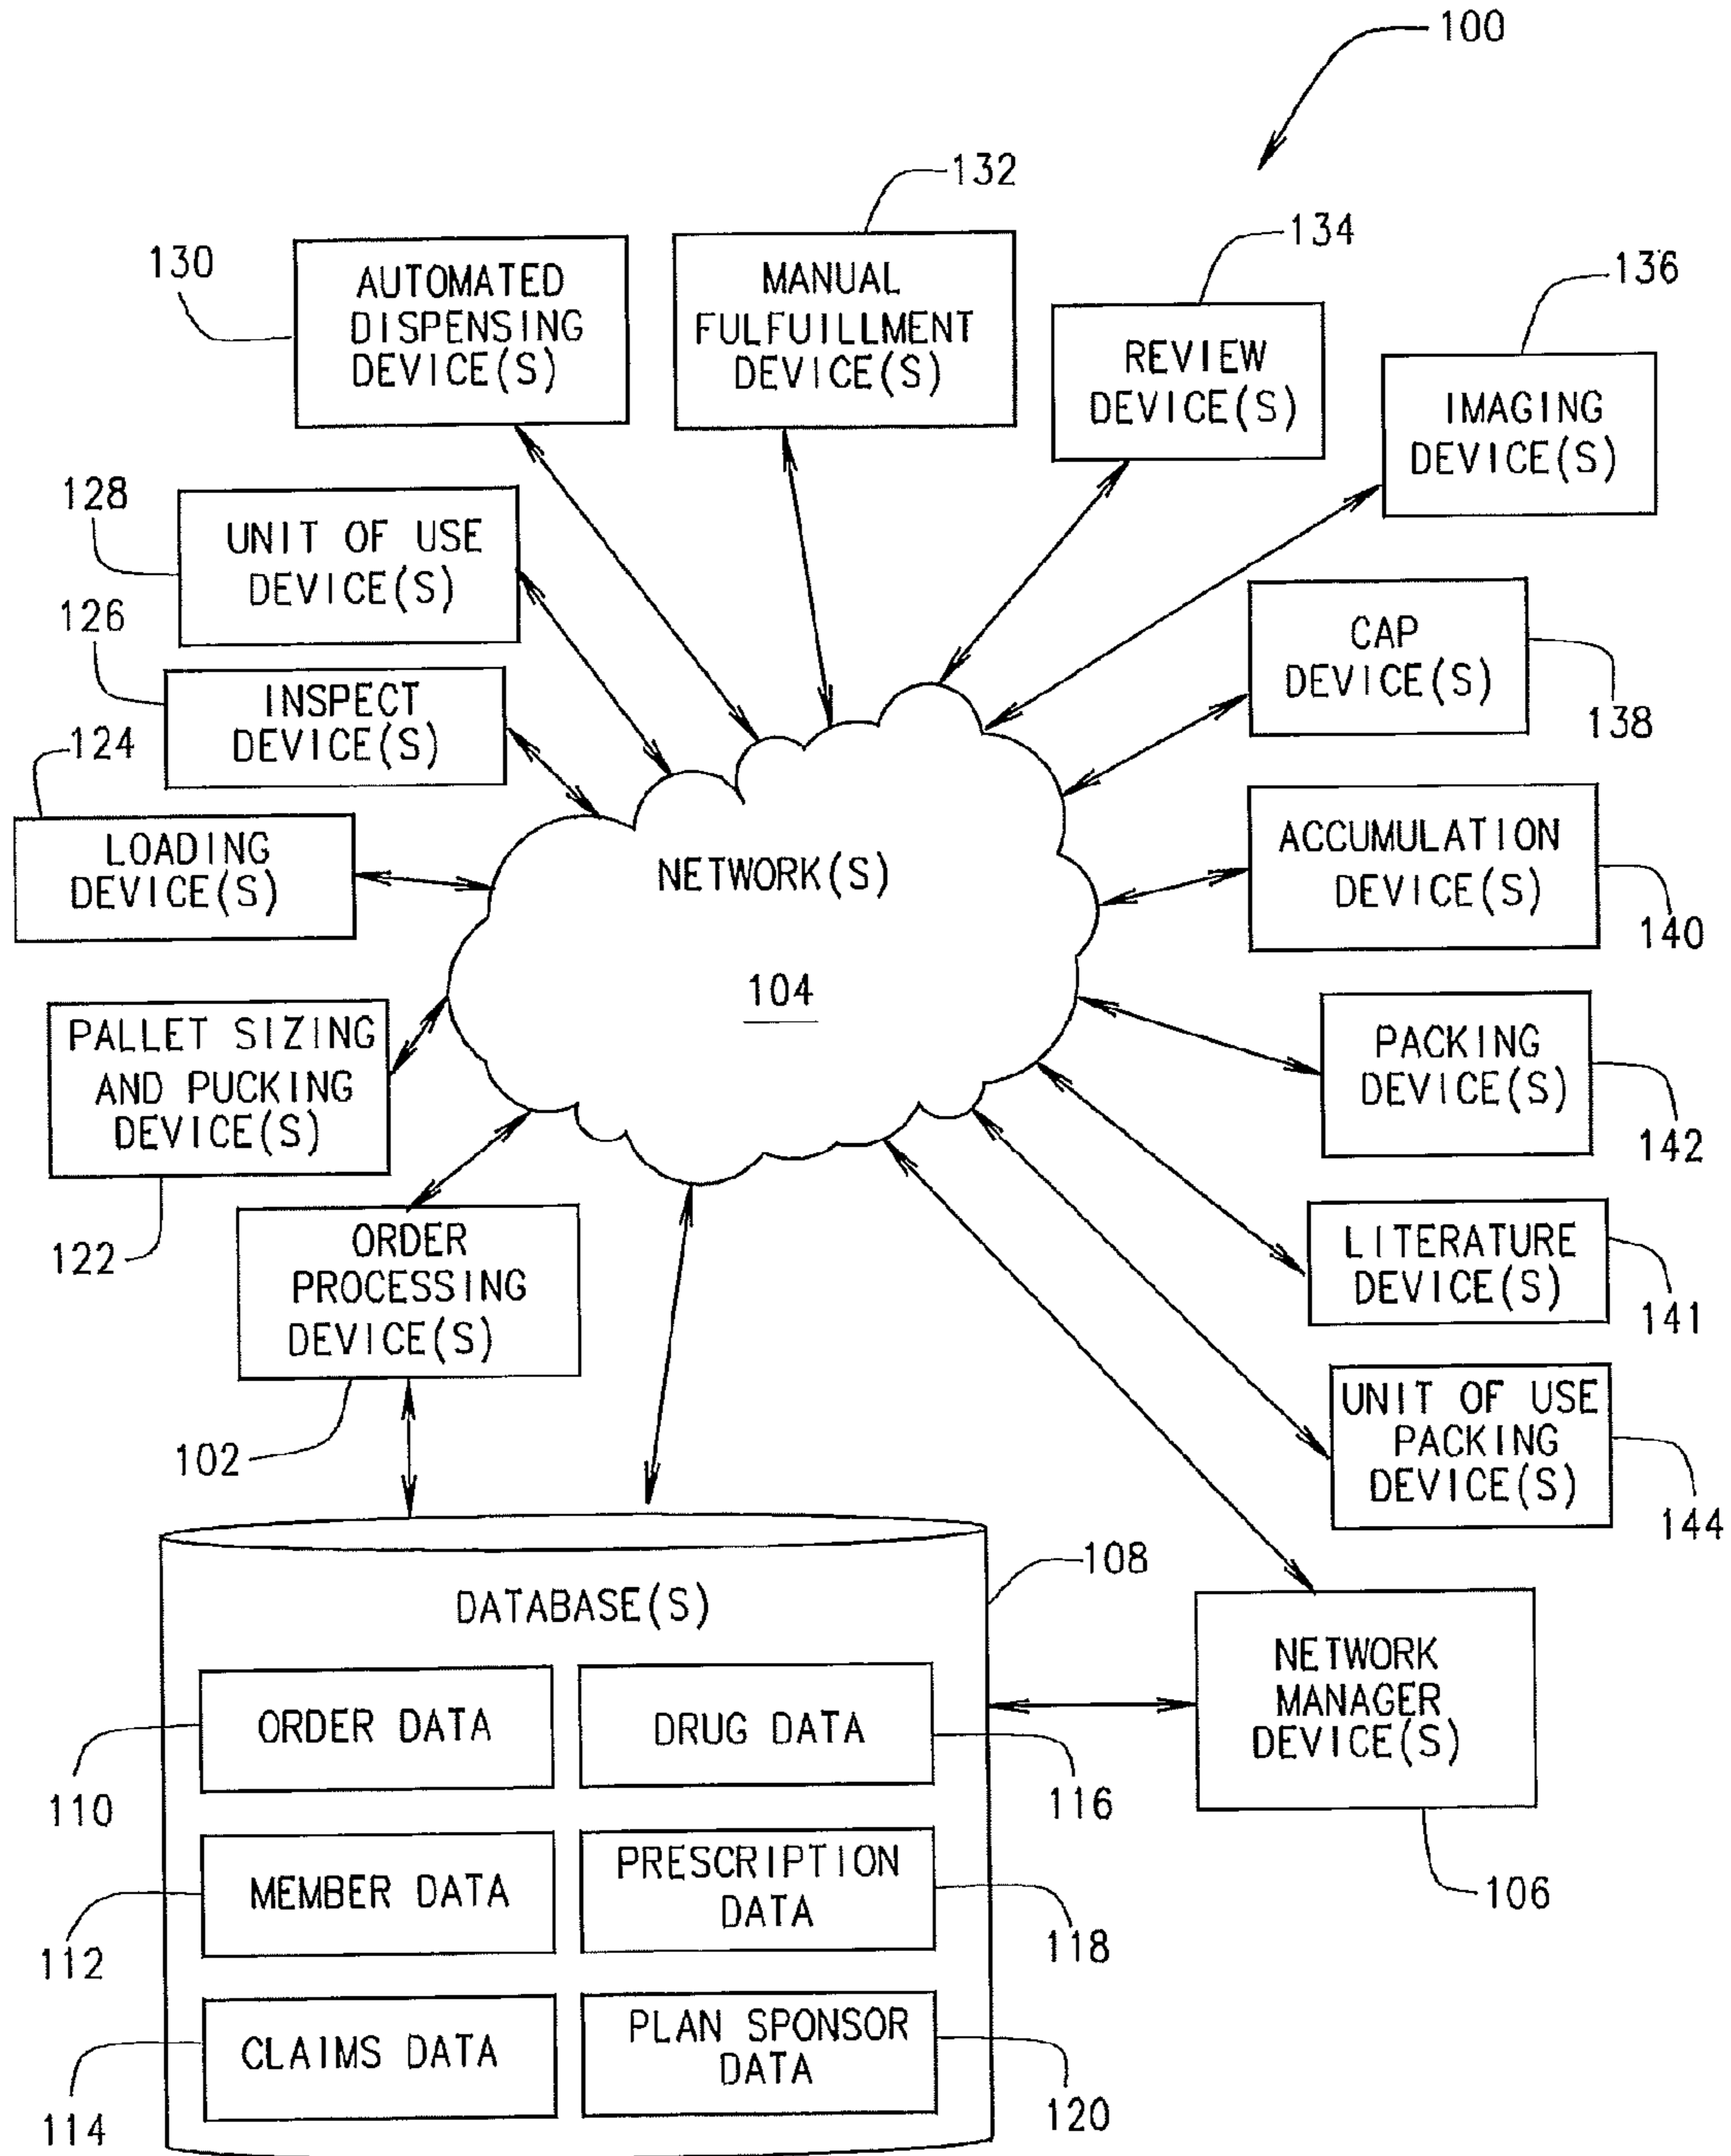 100
132
130
AUTOMATED
DISPENSING
DEVICE(S)
MANUAL
FULFUILLMENT
DEVICE(S)
134
REVIEW
DEVICE(S)
136
IMAGING
DEVICE(S)
128
UNIT OF USE
DEVICE(S)
126
INSPECT
DEVICE(S)
CAP
DEVICE(S)
138
124
LOADING
DEVICE(S)
NETWORK(S)
104
ACCUMULATION
DEVICE(S)
140
PALLET SIZING
AND PUCKING
DEVICE(S)
122
PACKING
DEVICE(S)
142
ORDER
PROCESSING
DEVICE(S)
102
LITERATURE
DEVICE(S)
141
UNIT OF USE
PACKING
DEVICE(S)
144
108
DATABASE(S)
ORDER DATA
110
DRUG DATA
116
NETWORK
MANAGER
DEVICE(S)
106
MEMBER DATA
112
PRESCRIPTION
DATA
118
CLAIMS DATA
114
PLAN SPONSOR
DATA
120